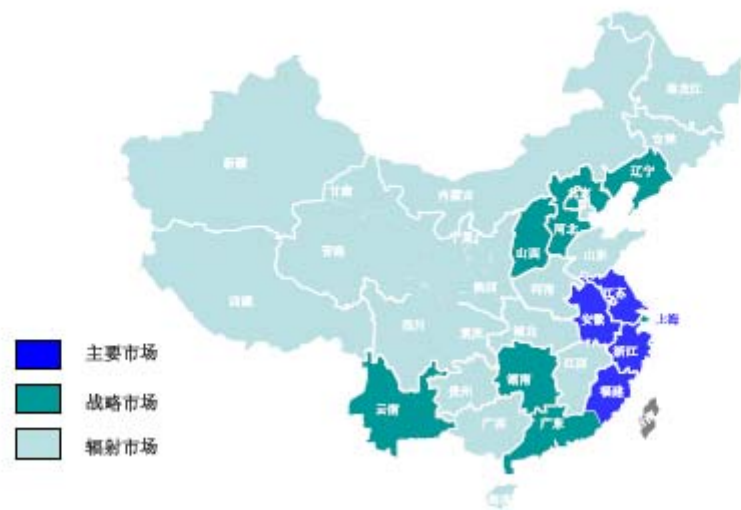 黑龙江
吉林
辽宁
新疆
甘肃
内蒙古
北京
河北
山西
山东
宁夏
青海
陕西
河南
江苏
西藏
安徽
上海
四川
重庆
湖北
浙江
主要市场
湖南
江西
福建
贵州
战略市场
云南
广西
广东
辐射市场
海南